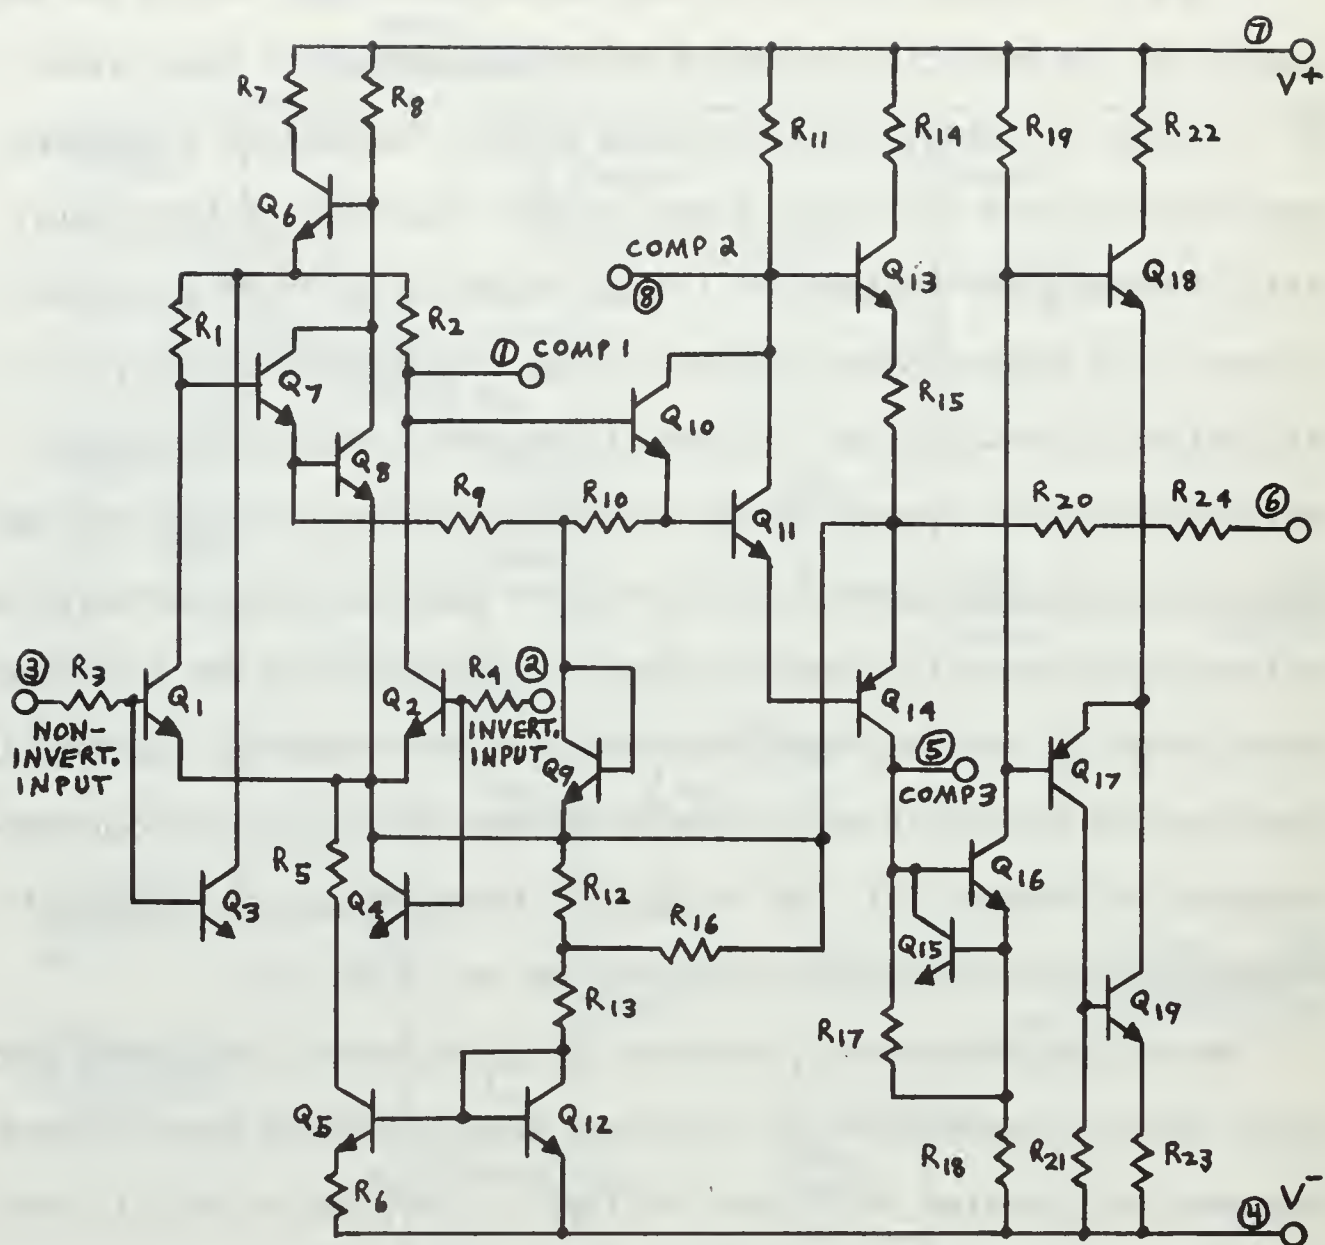 ⑦
V+
R7
R8
R11
R14
R19
R22
Q6
COMP 2
⑧
Q13
Q18
R1
R2
① COMP 1
Q7
Q10
R15
Q8
R9
R10
Q11
R20
R24
⑥
③
R3
Q1
NON-
INVERT.
INPUT
Q2
R4
②
INVERT.
INPUT
Q14
⑤
COMP3
Q17
Q9
R5
Q3
Q4
R12
R16
Q16
Q15
R13
R17
Q19
Q5
Q12
R18
R21
R23
R6
④
V-